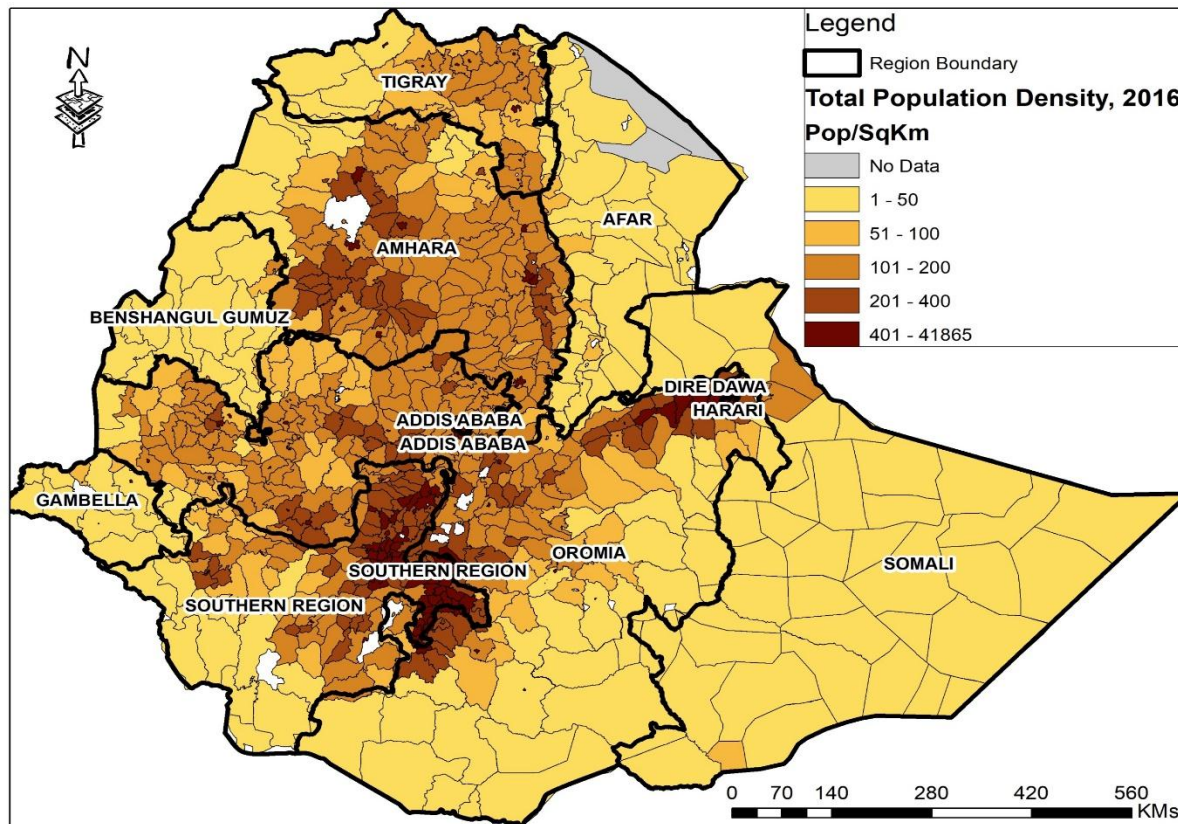 N
Legend
Region Boundary
Total Population Density, 2016
Pop/SqKm
No Data
1 - 50
51 - 100
101 - 200
201 - 400
401 - 41865
TIGRAY
AFAR
AMHARA
BENSHANGUL GUMUZ
DIRE DAWA
HARARI
ADDIS ABABA
ADDIS ABABA
GAMBELLA
OROMIA
SOMALI
SOUTHERN REGION
SOUTHERN REGION
0 70 140 280 420 560
KMs